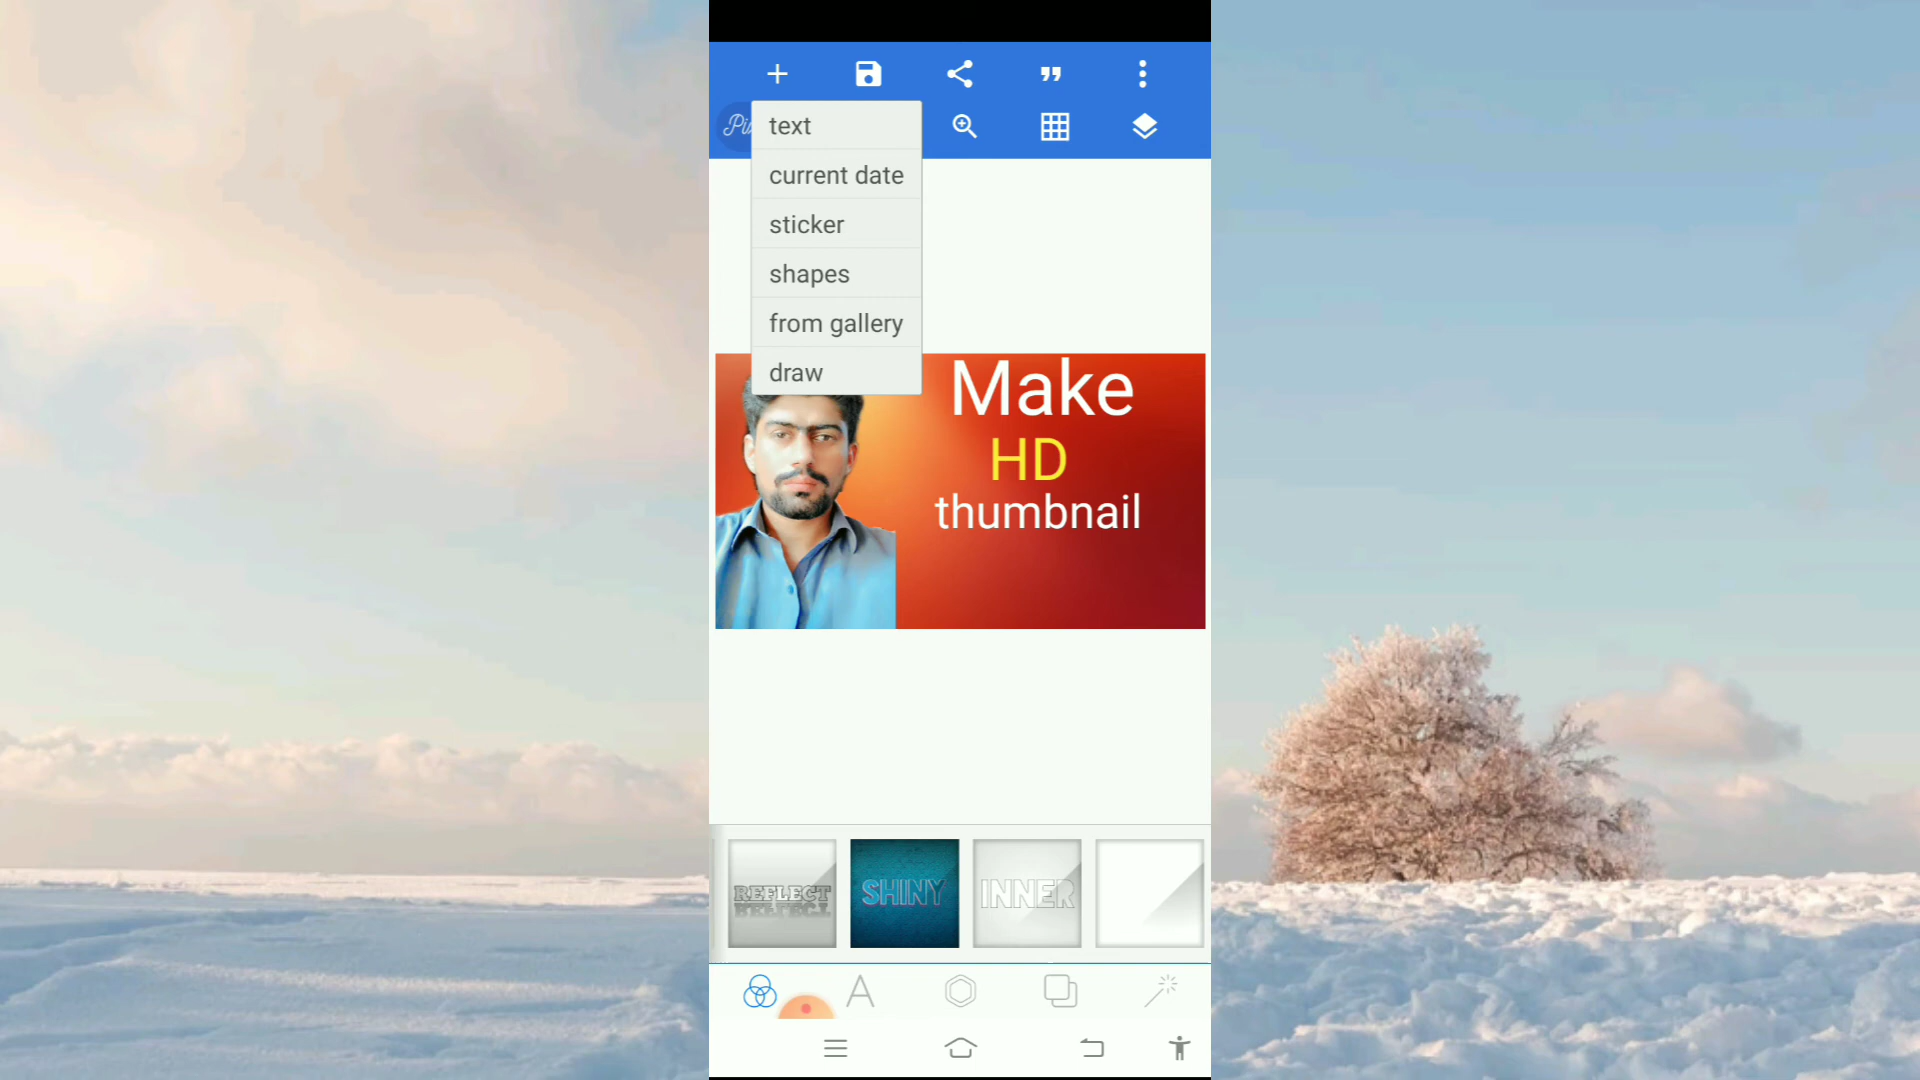 text
current date
sticker
shapes
from gallery
draw
Make
HD
thumbnail
REFLECT
SHINY
INNER